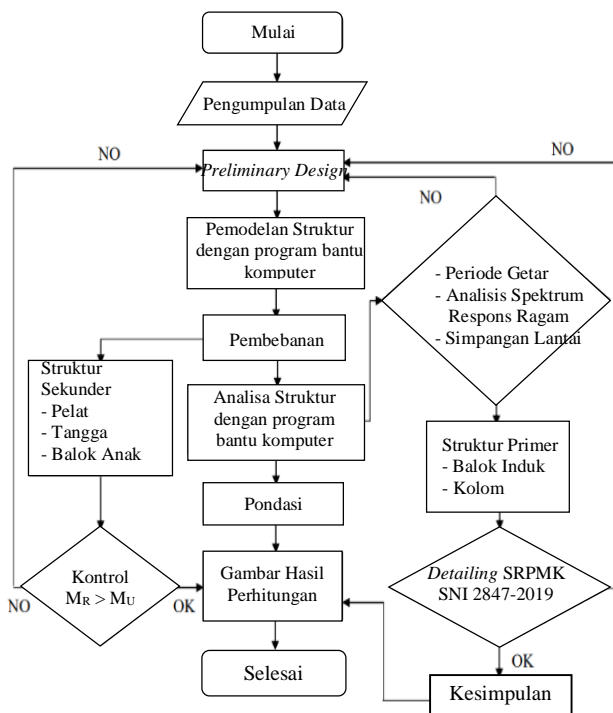 Mulai
Pengumpulan Data
NO
NO
Preliminary Design
NO
Pemodelan Struktur
dengan program bantu
komputer
- Periode Getar
- Analisis Spektrum
Respons Ragam
- Simpangan Lantai
Pembebanan
Struktur
Sekunder
- Pelat
- Tangga
- Balok Anak
Analisa Struktur
dengan program
bantu komputer
Struktur Primer
- Balok Induk
- Kolom
Pondasi
Kontrol
MR > MU
NO
OK
Gambar Hasil
Perhitungan
Detailing SRPMK
SNI 2847-2019
OK
Selesai
Kesimpulan